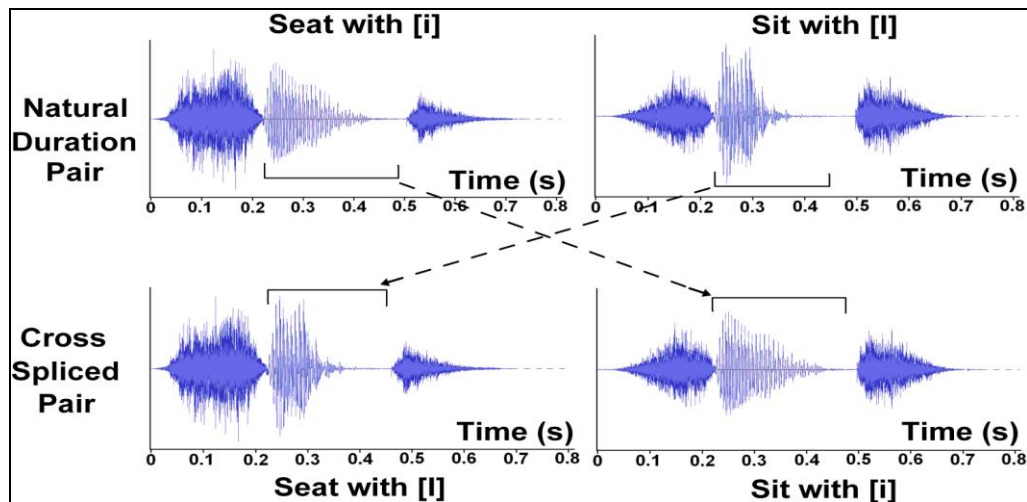 Seat with [i]
Sit with [I]
Natural
Duration
Pair
Time (s)
Time (s)
0 0.1 0.2 0.3 0.4 0.5 0.6 0.7 0.8
0 0.1 0.2 0.3 0.4 0.5 0.6 0.7 0.8
Cross
Spliced
Pair
Time (s)
Time (s)
0 0.1 0.2 0.3 0.4 0.5 0.6 0.7 0.8
0 0.1 0.2 0.3 0.4 0.5 0.6 0.7 0.8
Seat with [I]
Sit with [i]